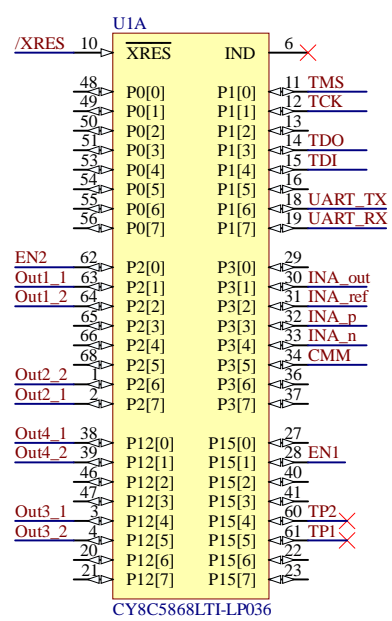 U1A
/XRES 10 XRES IND 6
48 P0[0] P1[0] 11 TMS
49 P0[1] P1[1] 12 TCK
50 P0[2] P1[2] 13
51 P0[3] P1[3] 14 TDO
53 P0[4] P1[4] 15 TDI
54 P0[5] P1[5] 16
55 P0[6] P1[6] 18 UART_TX
56 P0[7] P1[7] 19 UART_RX
EN2 62 P2[0] P3[0] 29
Out1_1 63 P2[1] P3[1] 30 INA_out
Out1_2 64 P2[2] P3[2] 31 INA_ref
65 P2[3] P3[3] 32 INA_p
66 P2[4] P3[4] 33 INA_n
68 P2[5] P3[5] 34 CMM
Out2_2 1 P2[6] P3[6] 36
Out2_1 2 P2[7] P3[7] 37
Out4_1 38 P12[0] P15[0] 27
Out4_2 39 P12[1] P15[1] 28 EN1
46 P12[2] P15[2] 40
47 P12[3] P15[3] 41
Out3_1 3 P12[4] P15[4] 60 TP2
Out3_2 4 P12[5] P15[5] 61 TP1
20 P12[6] P15[6] 22
21 P12[7] P15[7] 23
CY8C5868LTI-LP036